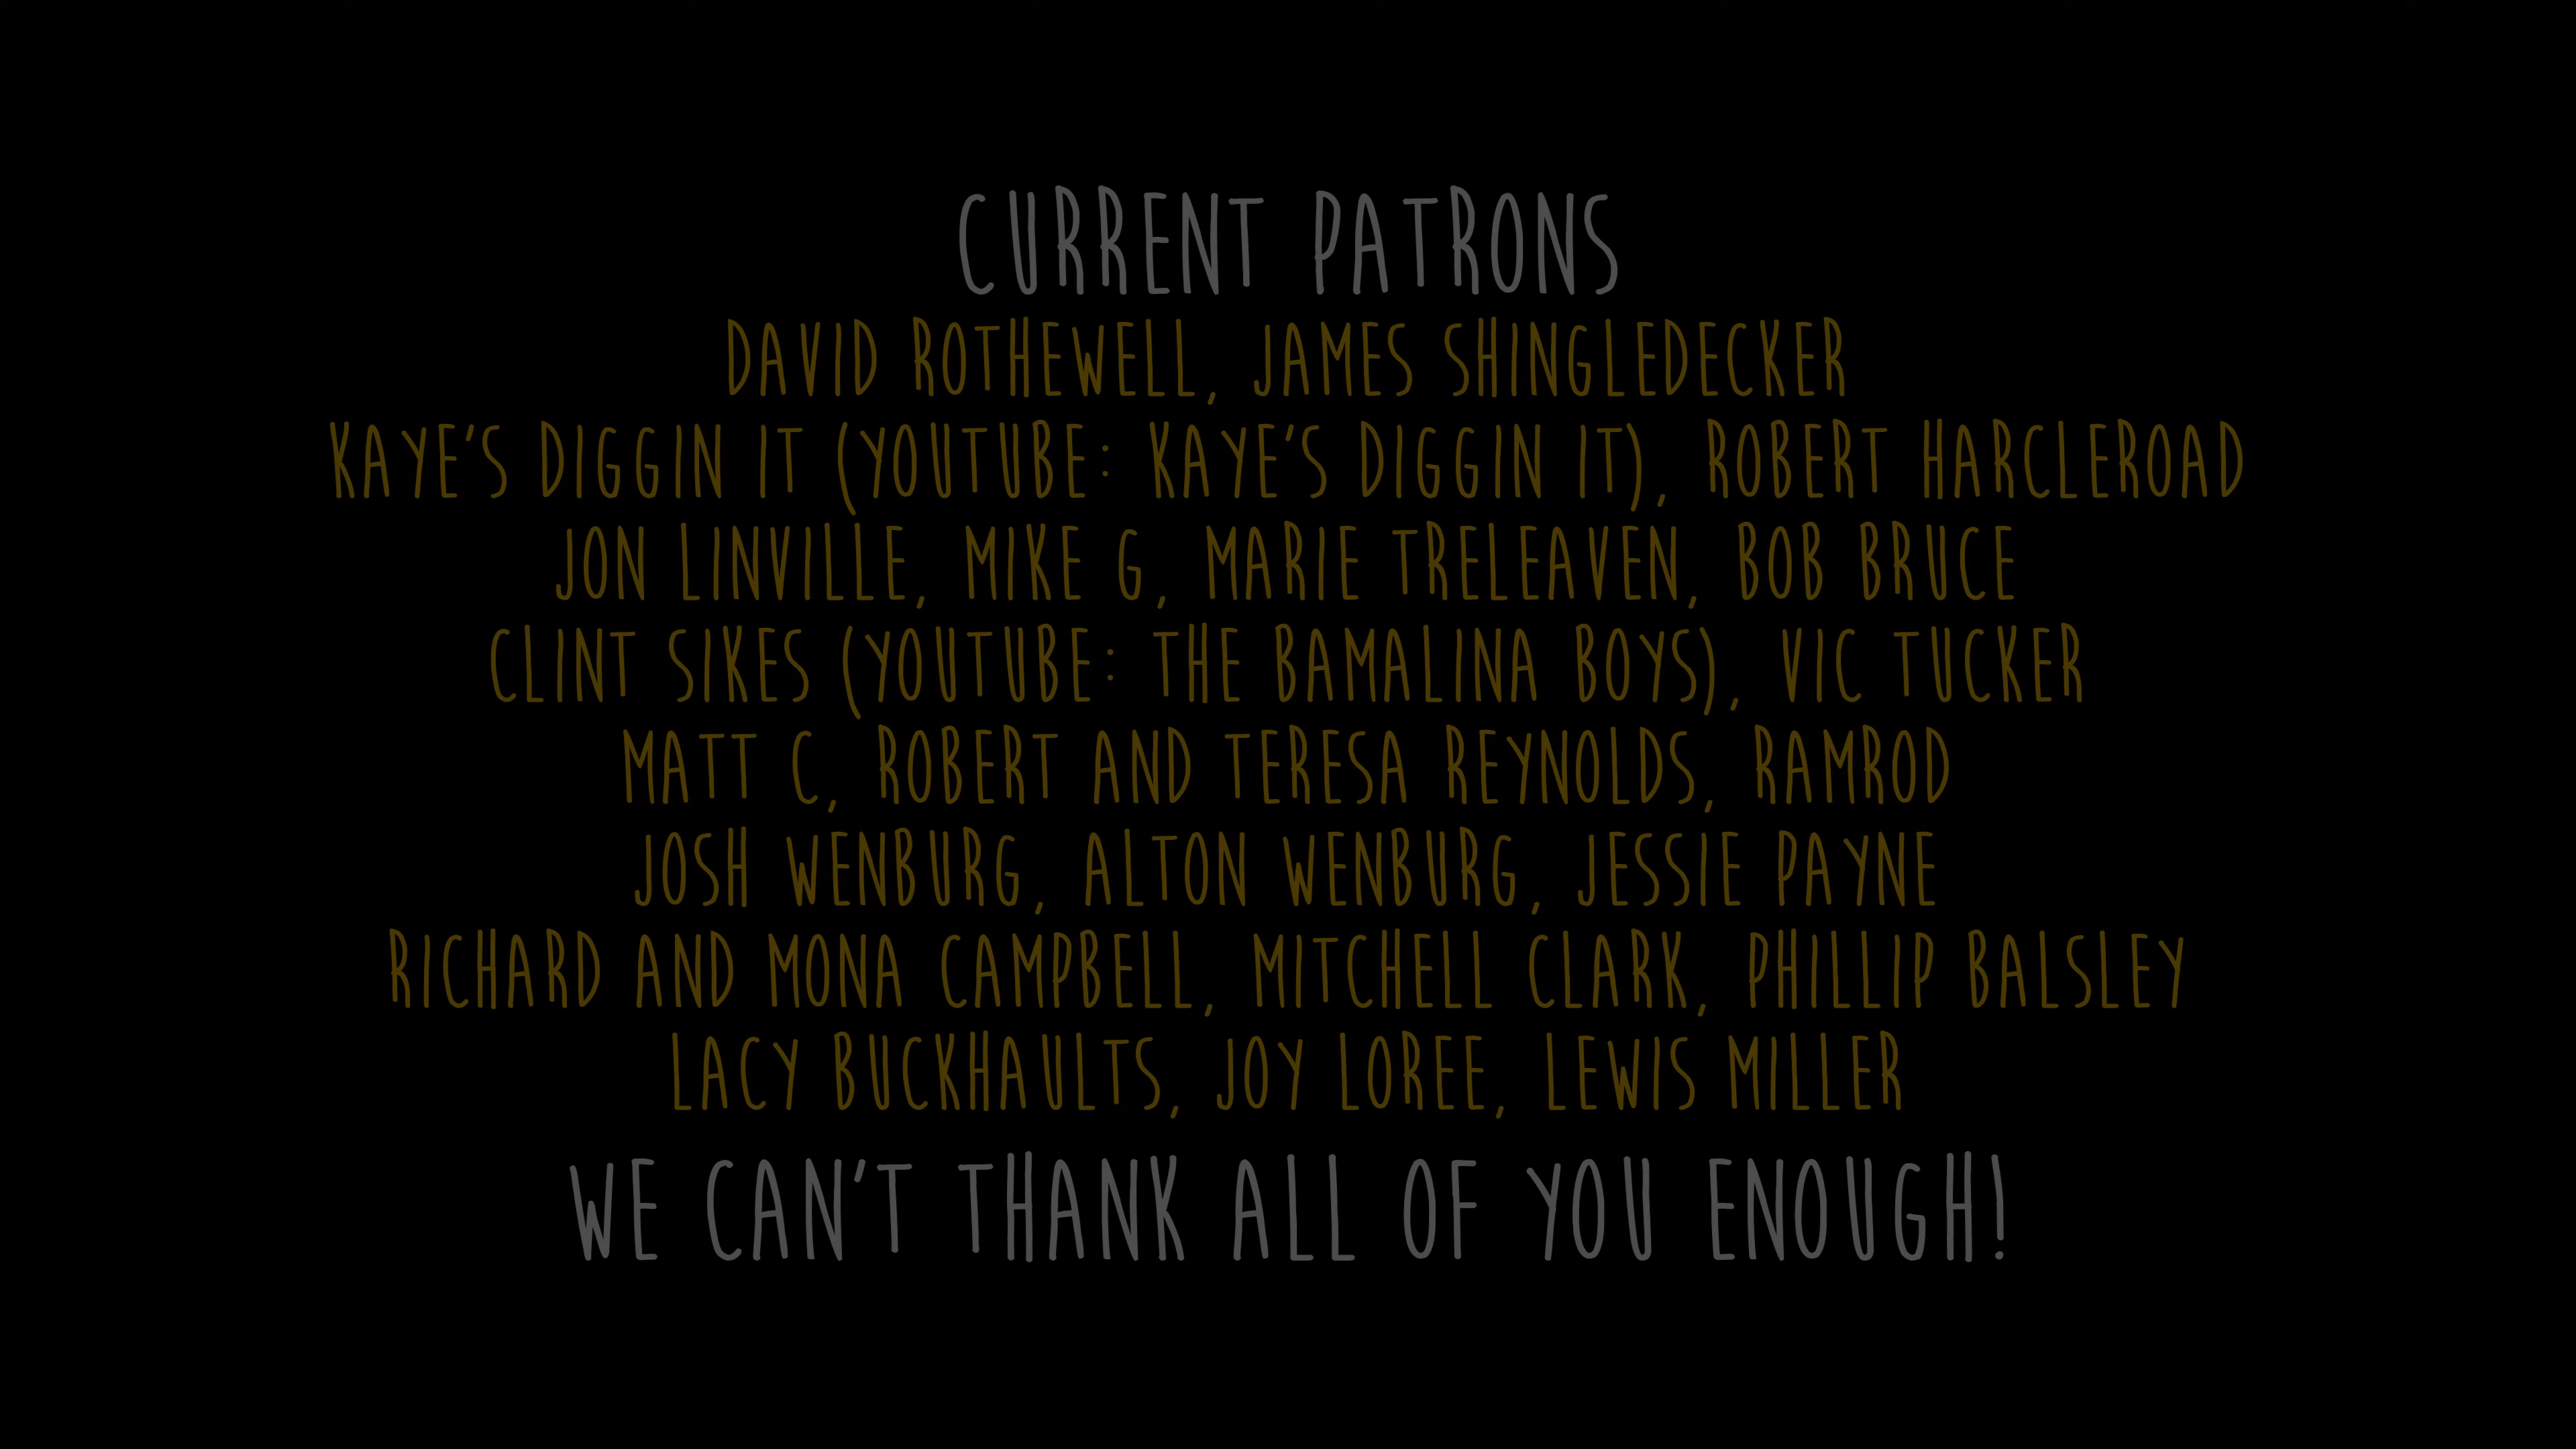 CURRENT PATRONS
DAVID ROTHEWELL, JAMES SHINGLEDECKER
KAYE'S DIGGIN IT (YOUTUBE: KAYE'S DIGGIN IT), ROBERT HARCLEROAD
JON LINVILLE, MIKE G, MARIE TRELEAVEN, BOB BRUCE
CLINT SIKES (YOUTUBE: THE BAMALINA BOYS), VIC TUCKER
MATT C, ROBERT AND TERESA REYNOLDS, RAMROD
JOSH WENBURG, ALTON WENBURG, JESSIE PAYNE
RICHARD AND MONA CAMPBELL, MITCHELL CLARK, PHILLIP BALSLEY
LACY BUCKHAULTS, JOY LOREE, LEWIS MILLER
WE CAN'T THANK ALL OF YOU ENOUGH!